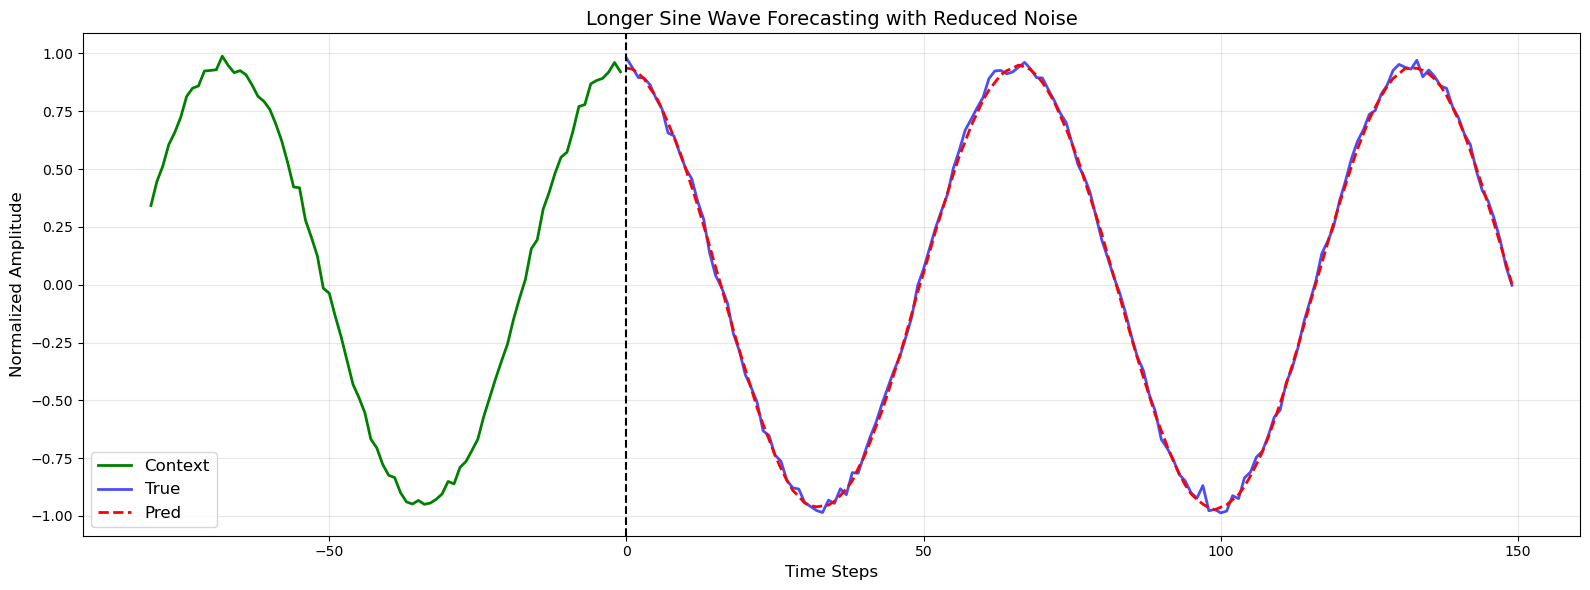 Longer Sine Wave Forecasting with Reduced Noise
Normalized Amplitude
1.00
0.75
0.50
0.25
0.00
−0.25
−0.50
−0.75
−1.00
Context
True
Pred
−50
0
50
100
150
Time Steps